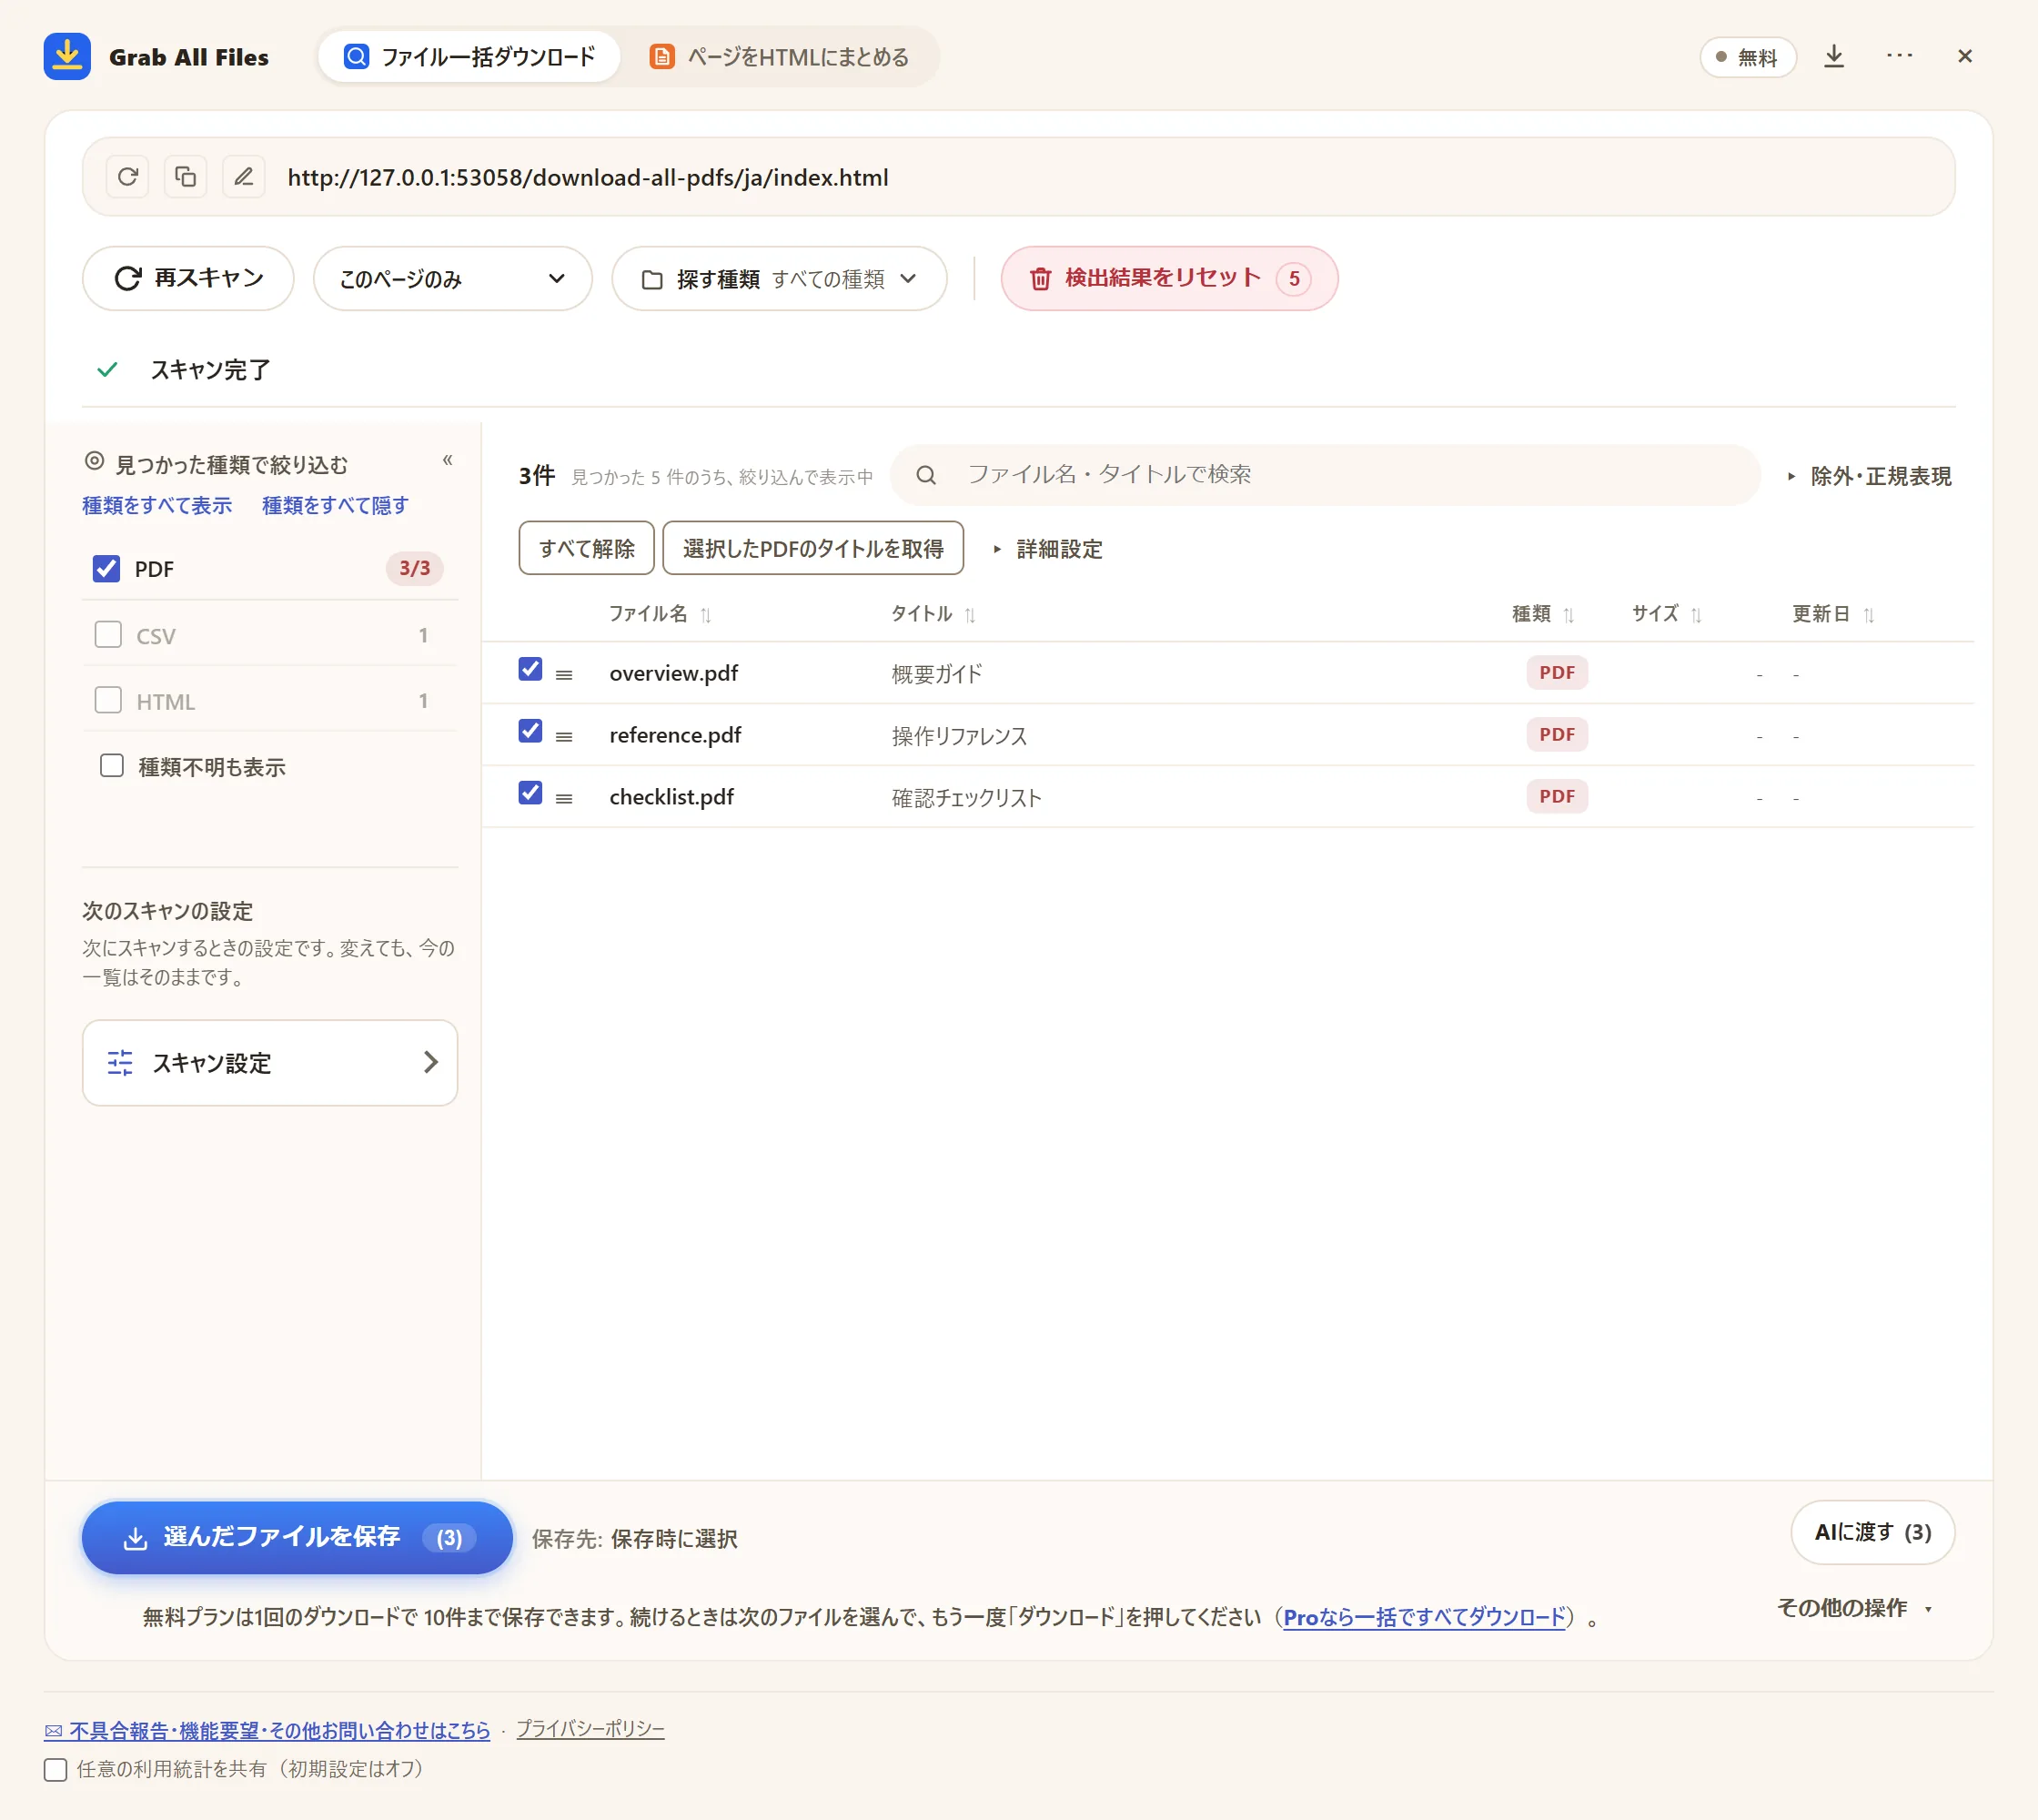 Grab All Files
ファイル一括ダウンロード
ページをHTMLにまとめる
無料
http://127.0.0.1:53058/download-all-pdfs/ja/index.html
再スキャン
このページのみ
探す種類 すべての種類
検出結果をリセット 5
スキャン完了
見つかった種類で絞り込む
種類をすべて表示 種類をすべて隠す
PDF 3/3
CSV 1
HTML 1
種類不明も表示
次のスキャンの設定
次にスキャンするときの設定です。変えても、今の
一覧はそのままです。
スキャン設定
3件 見つかった 5 件のうち、絞り込んで表示中
ファイル名・タイトルで検索
除外・正規表現
すべて解除
選択したPDFのタイトルを取得
詳細設定
ファイル名 タイトル 種類 サイズ 更新日
overview.pdf 概要ガイド PDF - -
reference.pdf 操作リファレンス PDF - -
checklist.pdf 確認チェックリスト PDF - -
選んだファイルを保存 (3)
保存先: 保存時に選択
AIに渡す (3)
無料プランは1回のダウンロードで 10件まで保存できます。続けるときは次のファイルを選んで、もう一度「ダウンロード」を押してください（Proなら一括ですべてダウンロード）。
その他の操作
不具合報告・機能要望・その他お問い合わせはこちら · プライバシーポリシー
任意の利用統計を共有（初期設定はオフ）